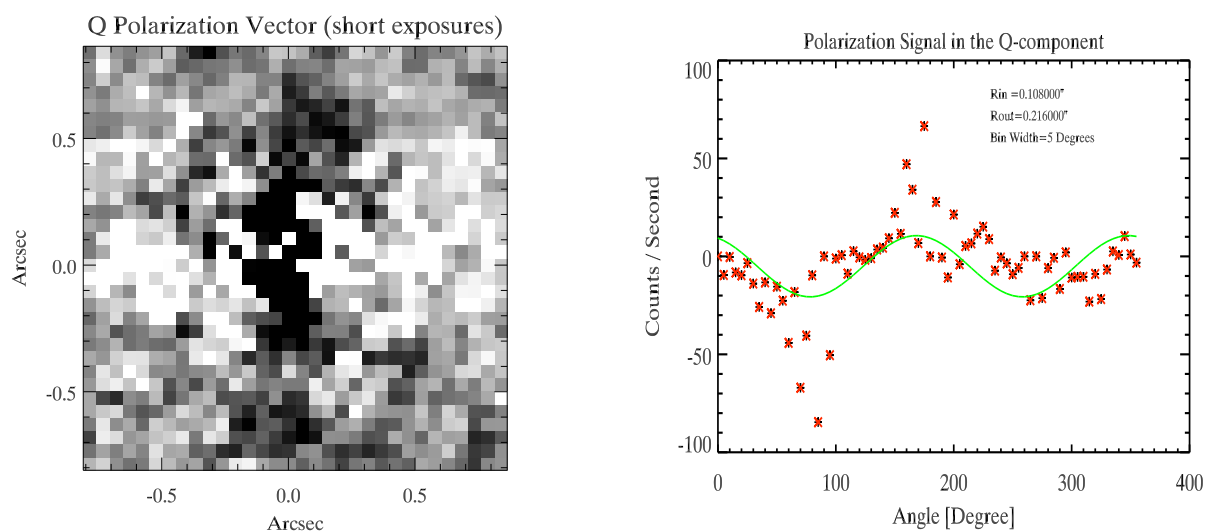 Q Polarization Vector (short exposures)
Arcsec
0.5
0.0
-0.5
-0.5
0.0
0.5
Arcsec
Polarization Signal in the Q-component
Rin =0.108000"
Rout=0.216000"
Bin Width=5 Degrees
Counts / Second
100
50
0
-50
-100
0
100
200
300
400
Angle [Degree]